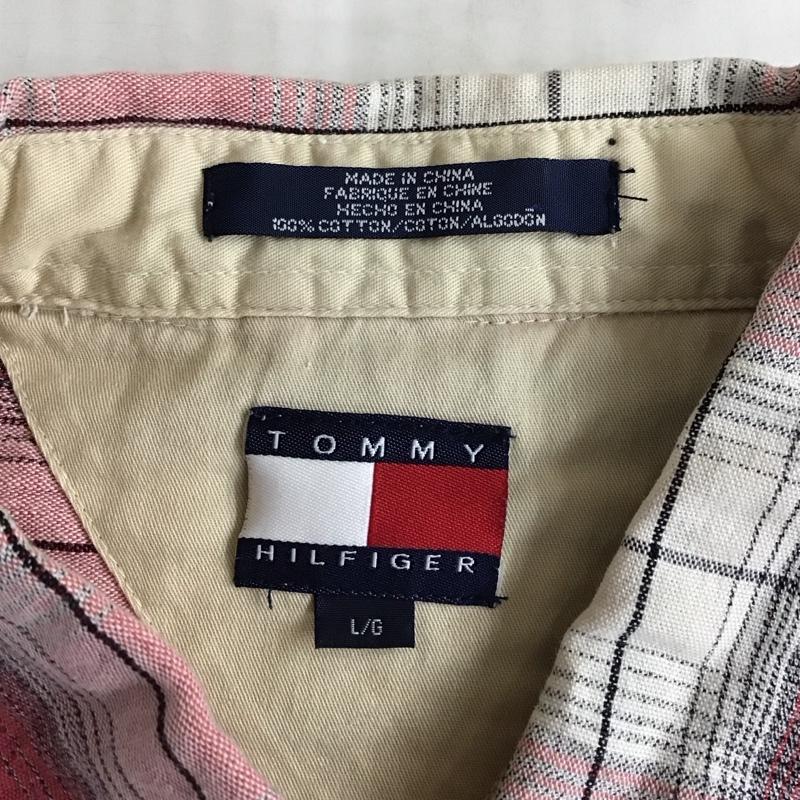 MADE IN CHINA
FABRIQUE EN CHINE
HECHO EN CHINA
100% COTTON/COTON/ALGODÓN
TOMMY
HILFIGER
L/G